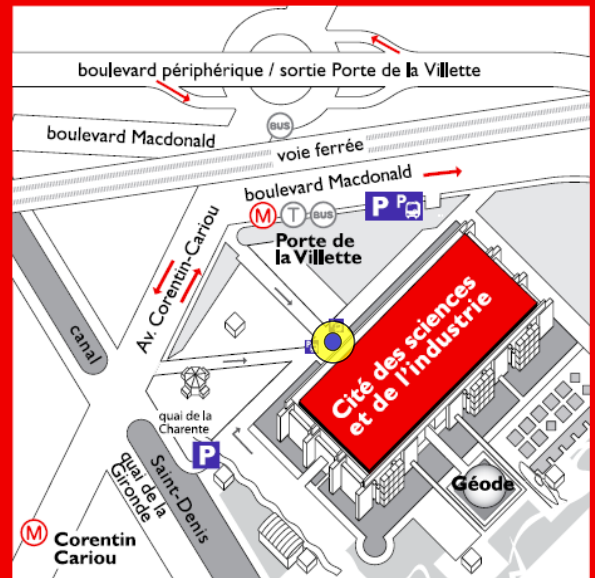 boulevard périphérique / sortie Porte de la Villette
BUS
boulevard Macdonald
voie ferrée
boulevard Macdonald
M T BUS
P P
Porte de
la Villette
Av. Corentin-Cariou
canal
Cité des sciences
et de l'industrie
quai de la
Charente
P
Saint-Denis
quai de la
Gironde
Géode
M Corentin
Cariou